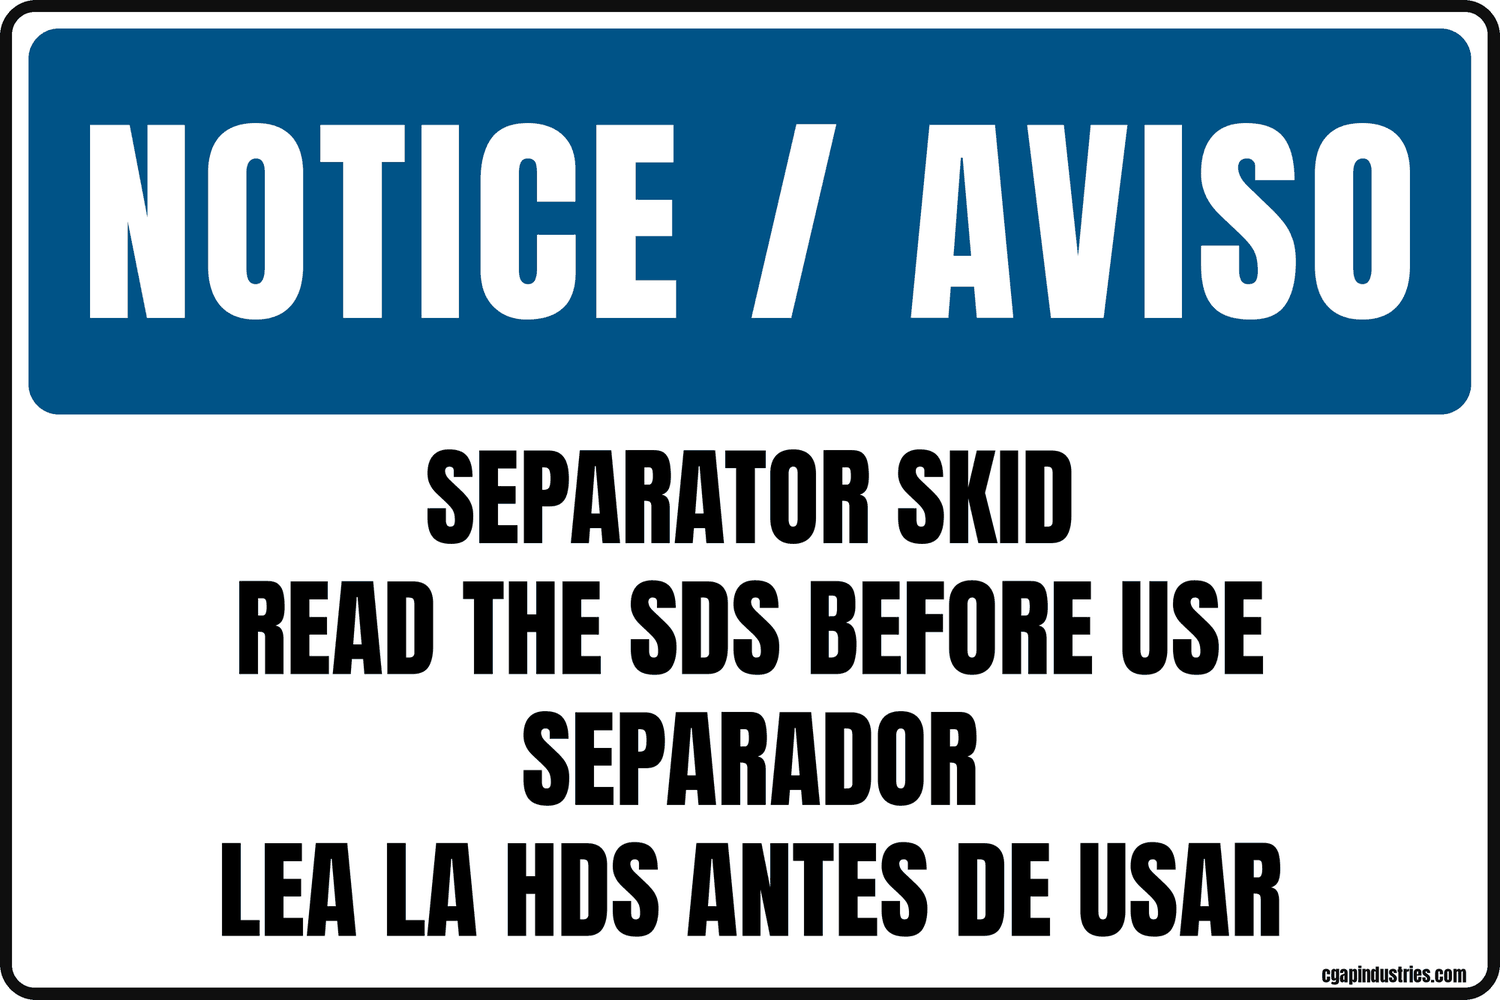 NOTICE / AVISO
SEPARATOR SKID
READ THE SDS BEFORE USE
SEPARADOR
LEA LA HDS ANTES DE USAR
cgapindustries.com